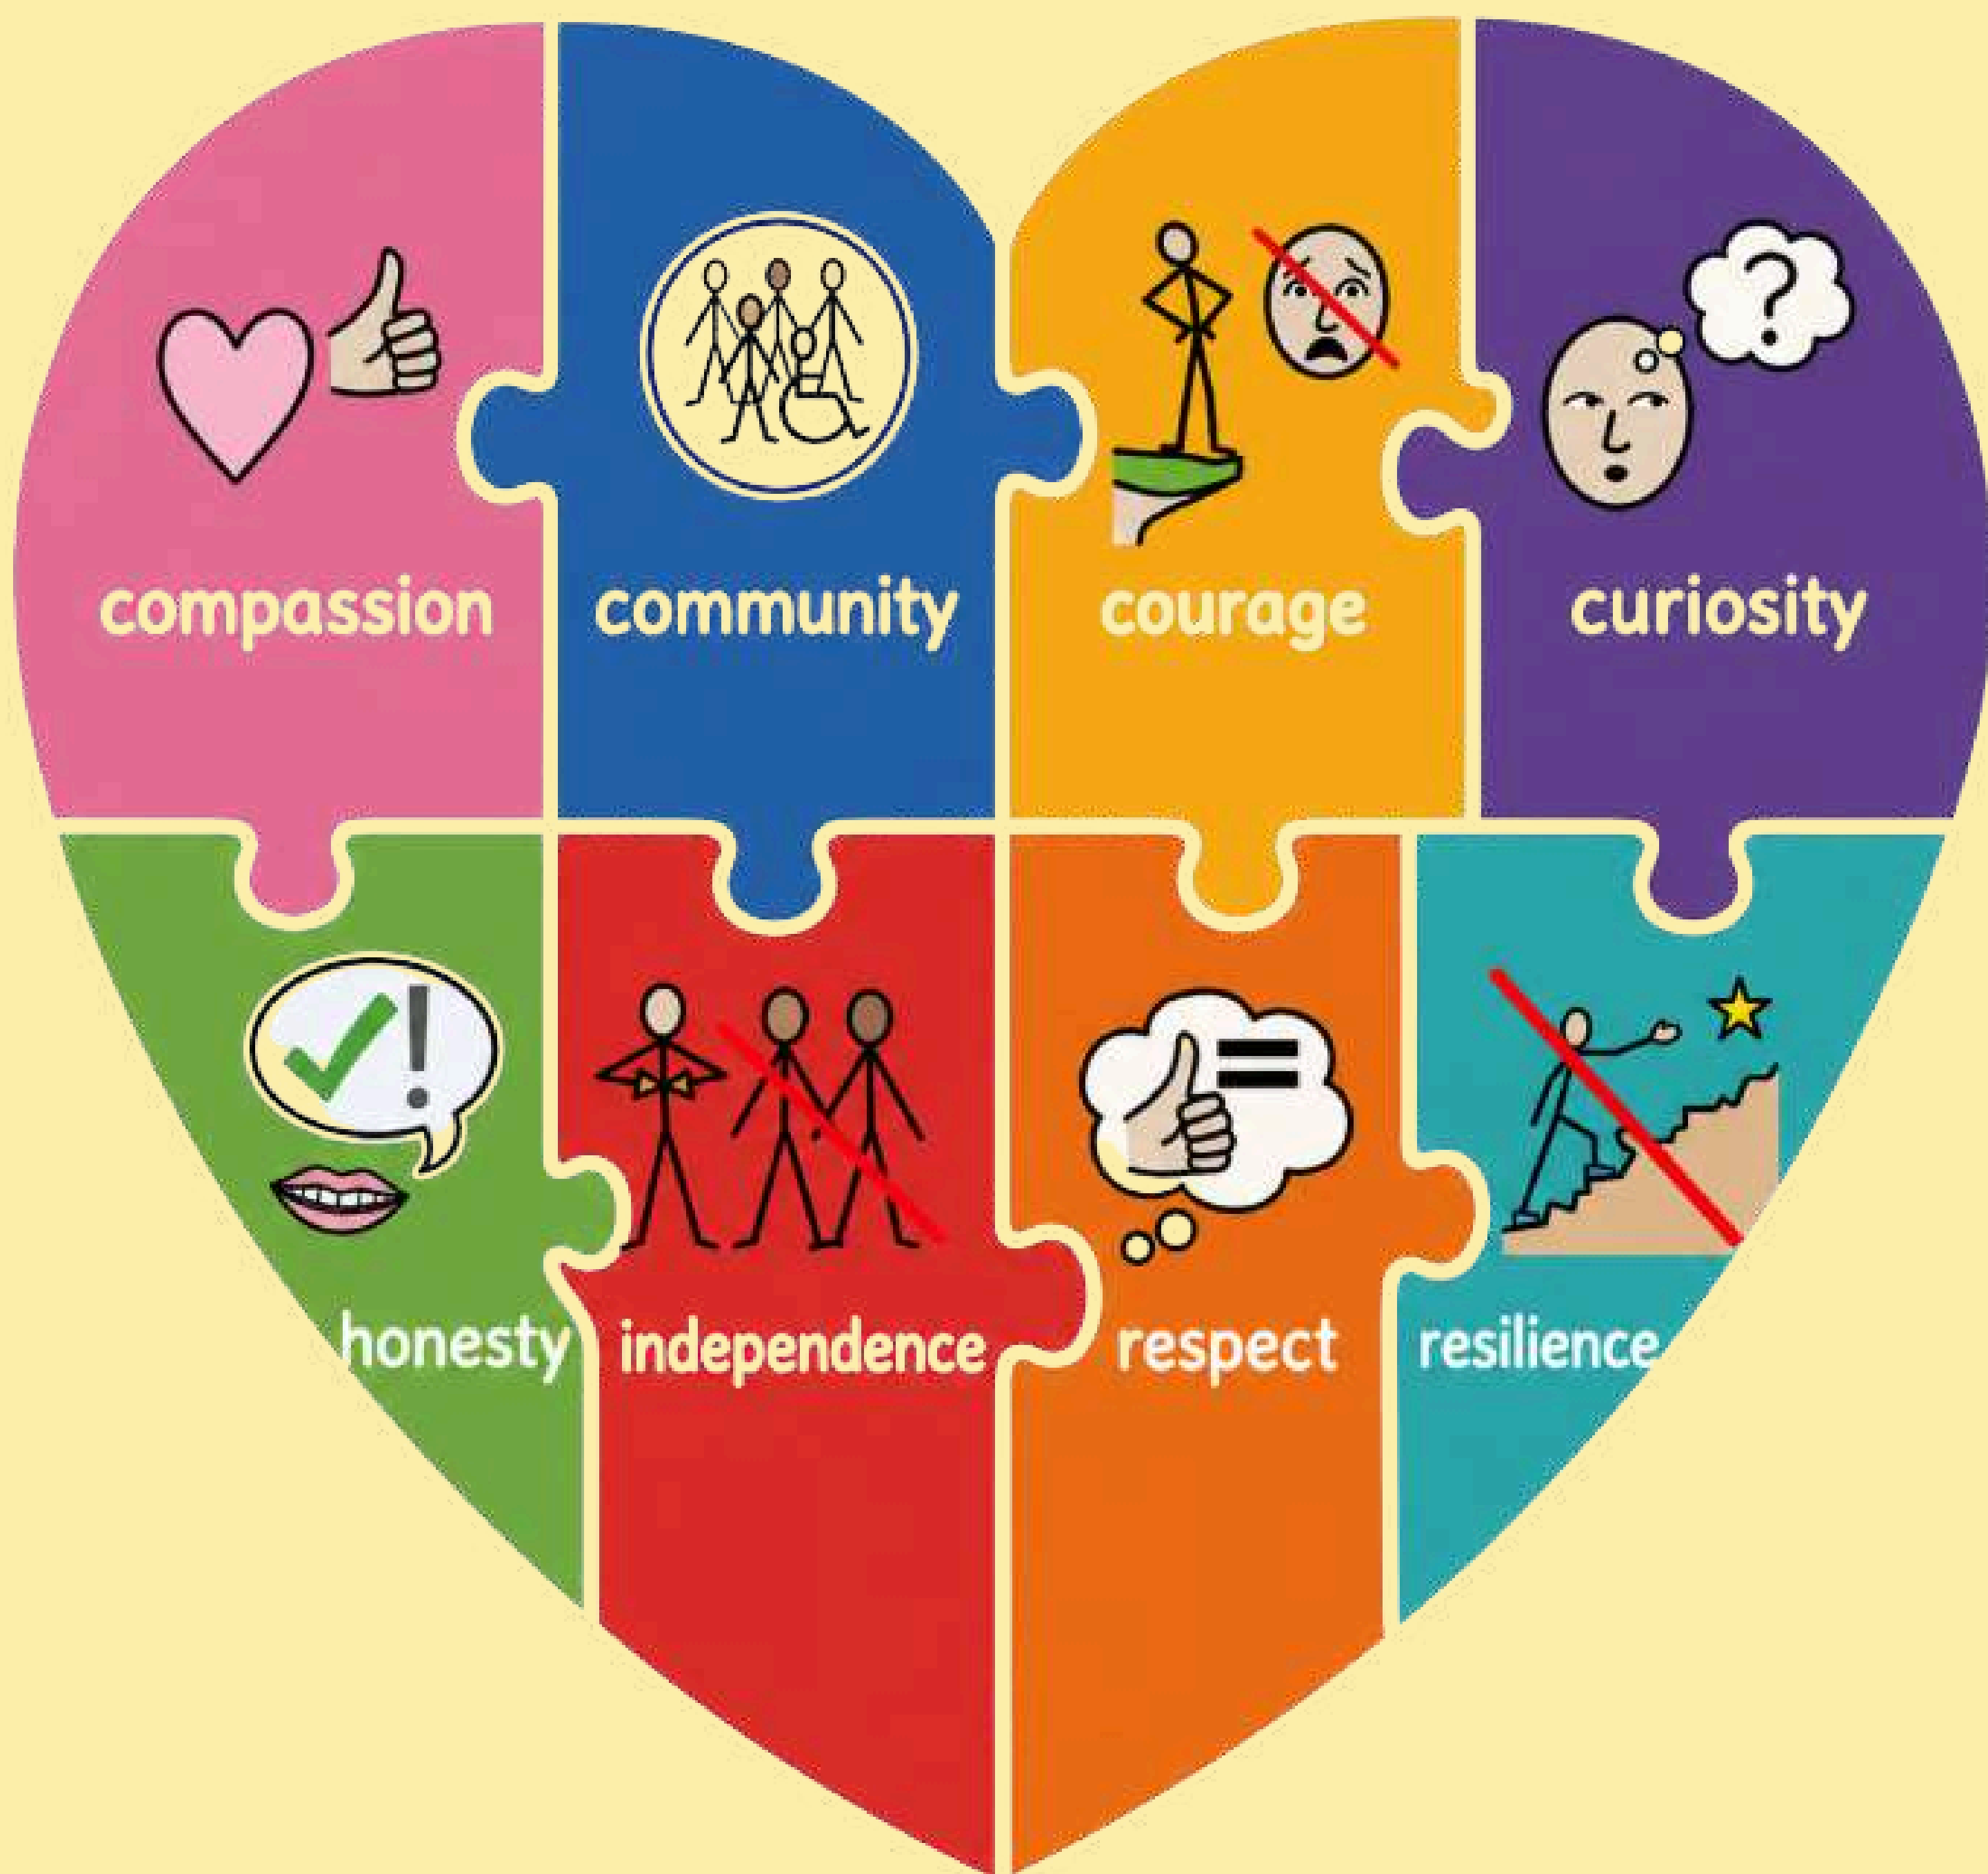 ?
compassion
community
courage
curiosity
!
=
honesty
independence
respect
resilience